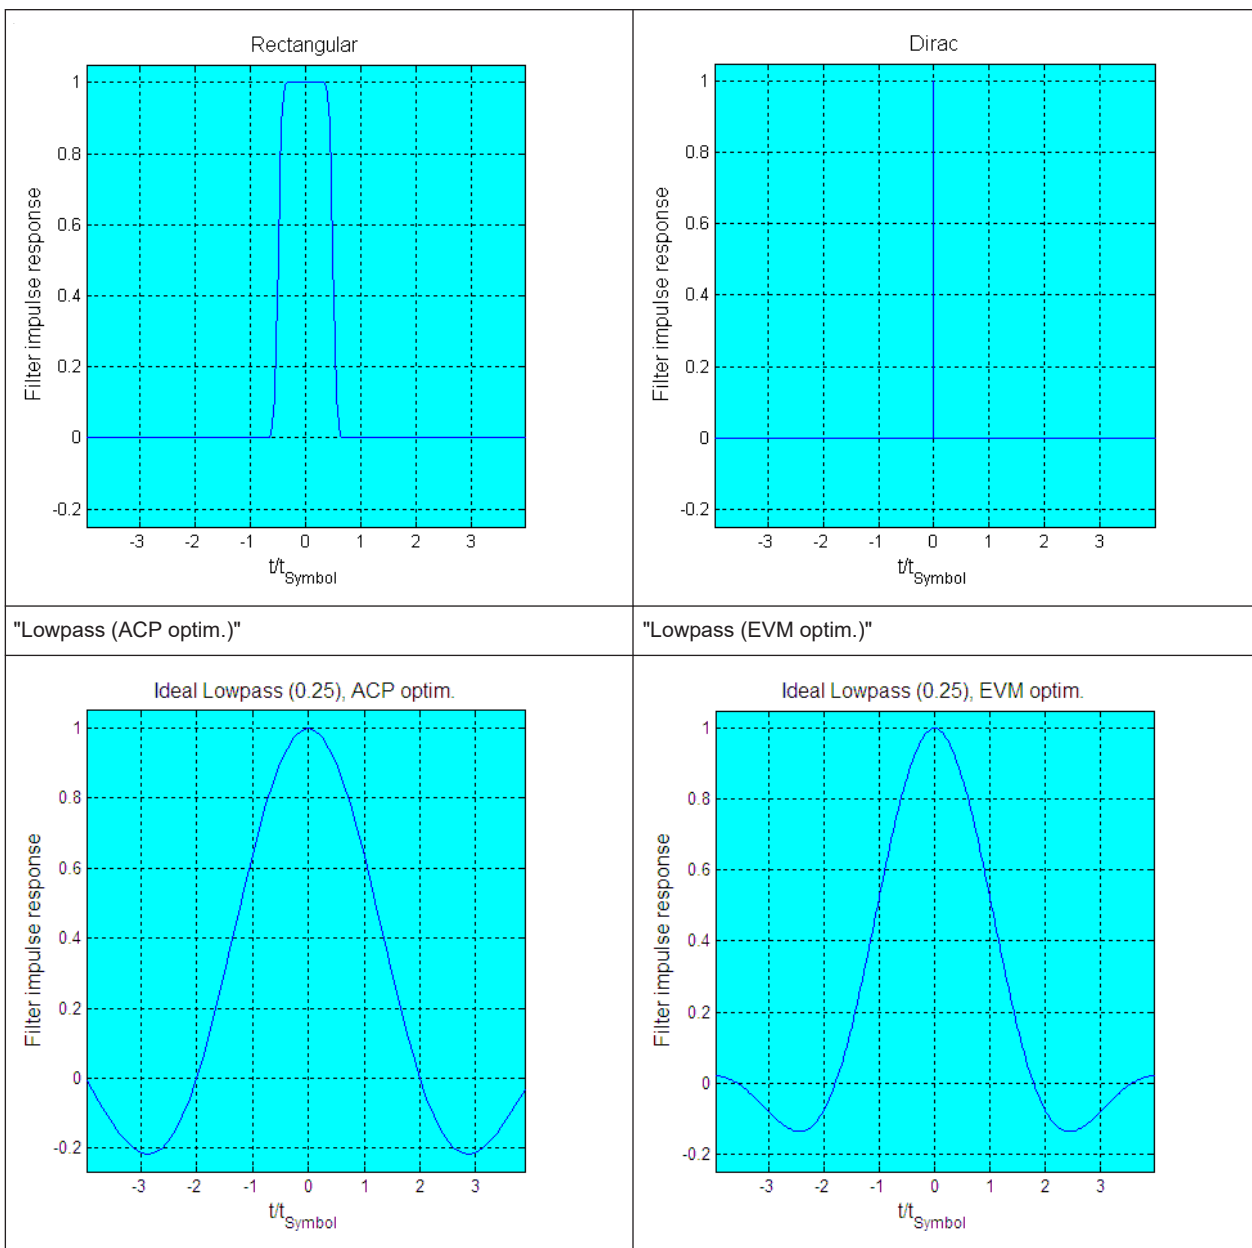 Rectangular
1
0.8
0.6
0.4
0.2
0
-0.2
Filter impulse response
-3 -2 -1 0 1 2 3
t/tSymbol
Dirac
1
0.8
0.6
0.4
0.2
0
-0.2
Filter impulse response
-3 -2 -1 0 1 2 3
t/tSymbol
"Lowpass (ACP optim.)"
"Lowpass (EVM optim.)"
Ideal Lowpass (0.25), ACP optim.
1
0.8
0.6
0.4
0.2
0
-0.2
Filter impulse response
-3 -2 -1 0 1 2 3
t/tSymbol
Ideal Lowpass (0.25), EVM optim.
1
0.8
0.6
0.4
0.2
0
-0.2
Filter impulse response
-3 -2 -1 0 1 2 3
t/tSymbol